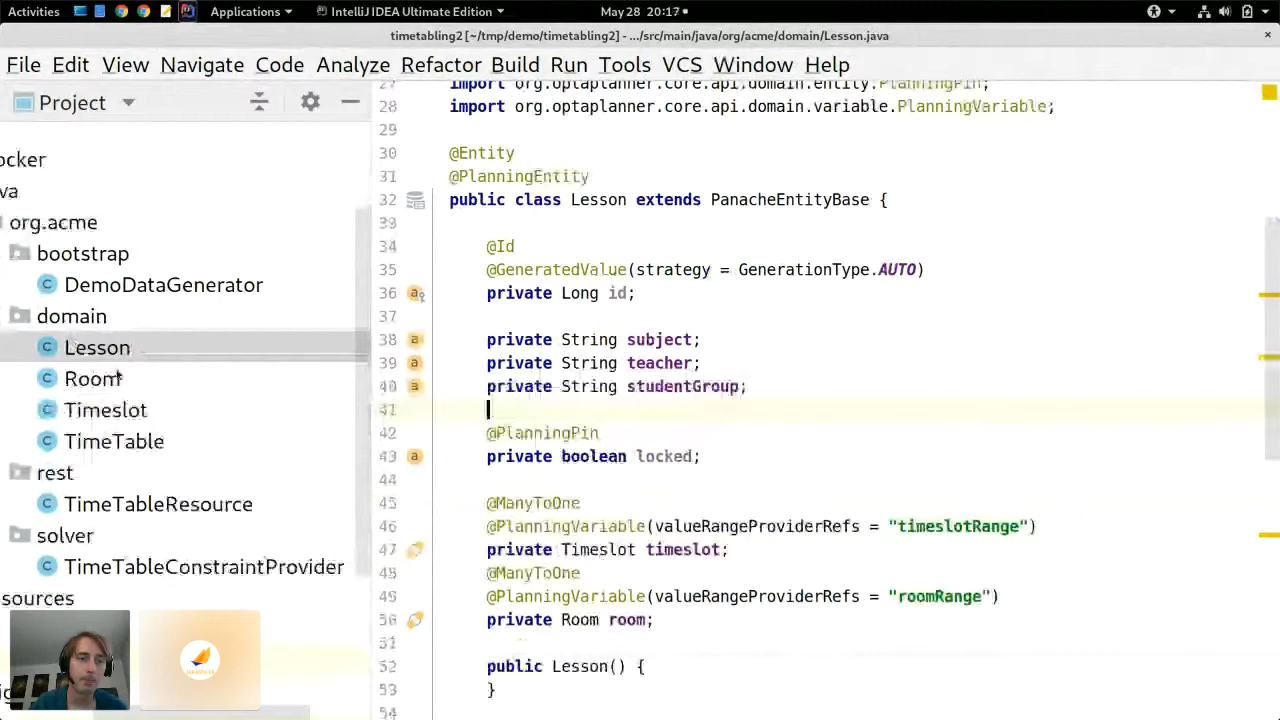 Activities
Applications
IntelliJ IDEA Ultimate Edition
May 28 20:17
timetabling2 [~/tmp/demo/timetabling2] - .../src/main/java/org/acme/domain/Lesson.java
File Edit View Navigate Code Analyze Refactor Build Run Tools VCS Window Help
Project
ocker
va
org.acme
bootstrap
DemoDataGenerator
domain
Lesson
Room
Timeslot
TimeTable
rest
TimeTableResource
solver
TimeTableConstraintProvider
sources
27 import org.optaplanner.core.api.domain.entity.PlanningPin;
28 import org.optaplanner.core.api.domain.variable.PlanningVariable;
29
30 @Entity
31 @PlanningEntity
32 public class Lesson extends PanacheEntityBase {
33
34 @Id
35 @GeneratedValue(strategy = GenerationType.AUTO)
36 private Long id;
38 private String subject;
39 private String teacher;
40 private String studentGroup;
41
42 @PlanningPin
43 private boolean locked;
44
45 @ManyToOne
46 @PlanningVariable(valueRangeProviderRefs = "timeslotRange")
47 private Timeslot timeslot;
48 @ManyToOne
49 @PlanningVariable(valueRangeProviderRefs = "roomRange")
50 private Room room;
51
52 public Lesson() {
53 }
54